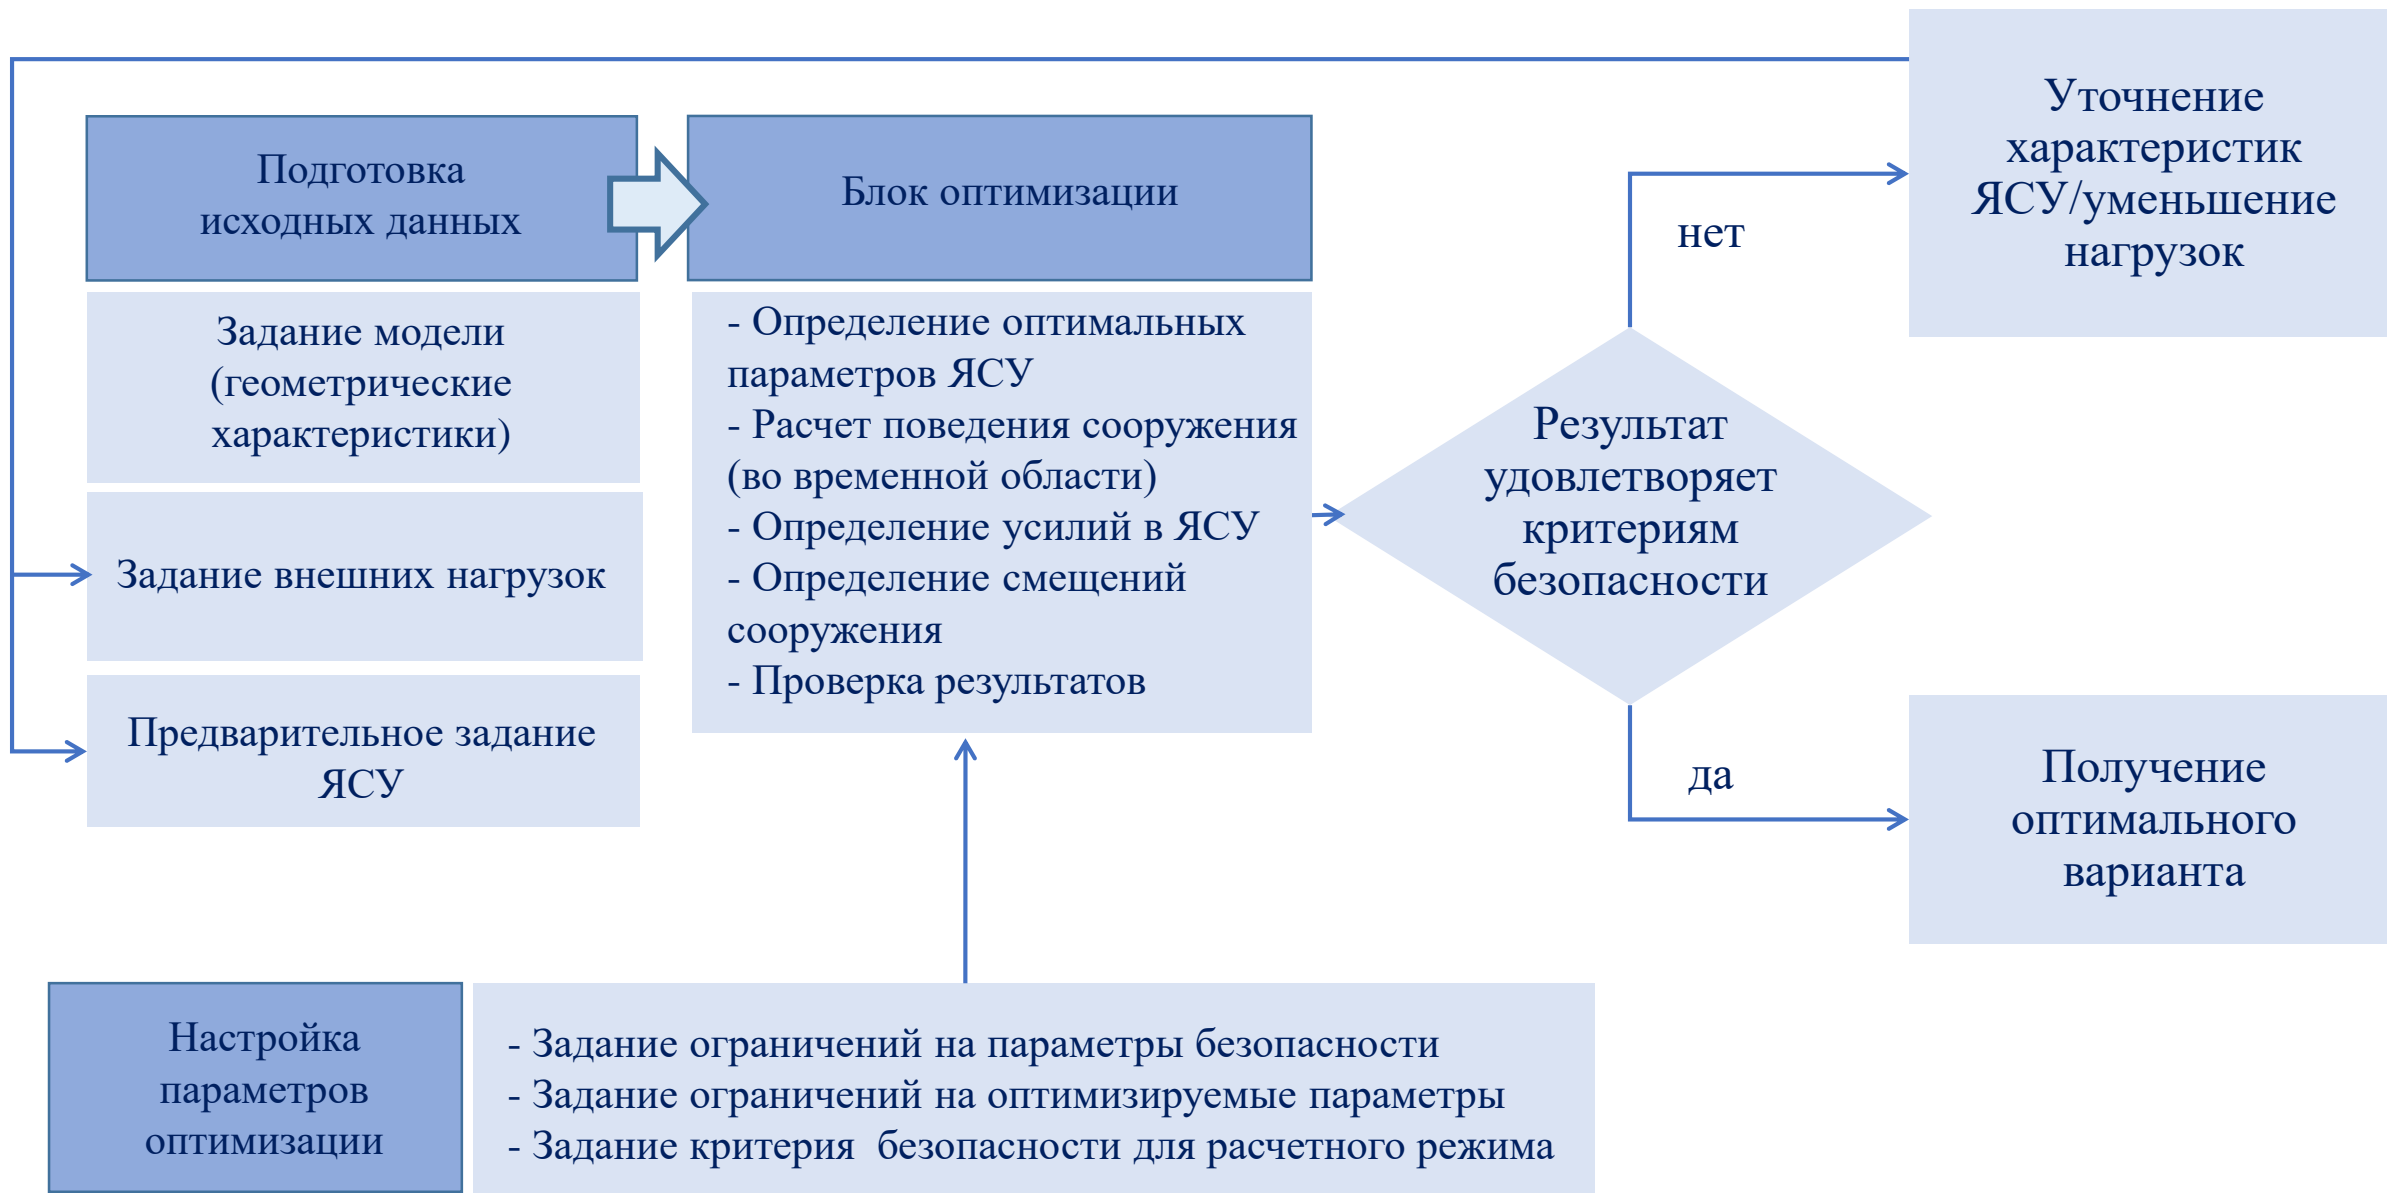 Подготовка
исходных данных
Задание модели
(геометрические
характеристики)
Задание внешних нагрузок
Предварительное задание
ЯСУ
Блок оптимизации
- Определение оптимальных
параметров ЯСУ
- Расчет поведения сооружения
(во временной области)
- Определение усилий в ЯСУ
- Определение смещений
сооружения
- Проверка результатов
Результат
удовлетворяет
критериям
безопасности
нет
Уточнение
характеристик
ЯСУ/уменьшение
нагрузок
да
Получение
оптимального
варианта
Настройка
параметров
оптимизации
- Задание ограничений на параметры безопасности
- Задание ограничений на оптимизируемые параметры
- Задание критерия  безопасности для расчетного режима